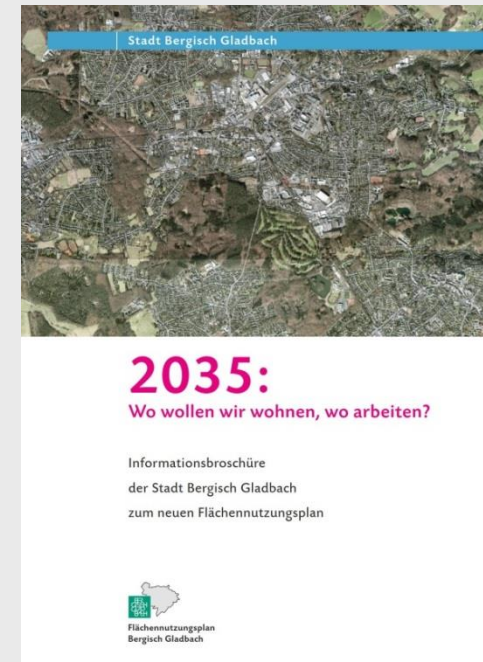 Stadt Bergisch Gladbach
2035:
Wo wollen wir wohnen, wo arbeiten?
Informationsbroschüre
der Stadt Bergisch Gladbach
zum neuen Flächennutzungsplan
Flächennutzungsplan
Bergisch Gladbach